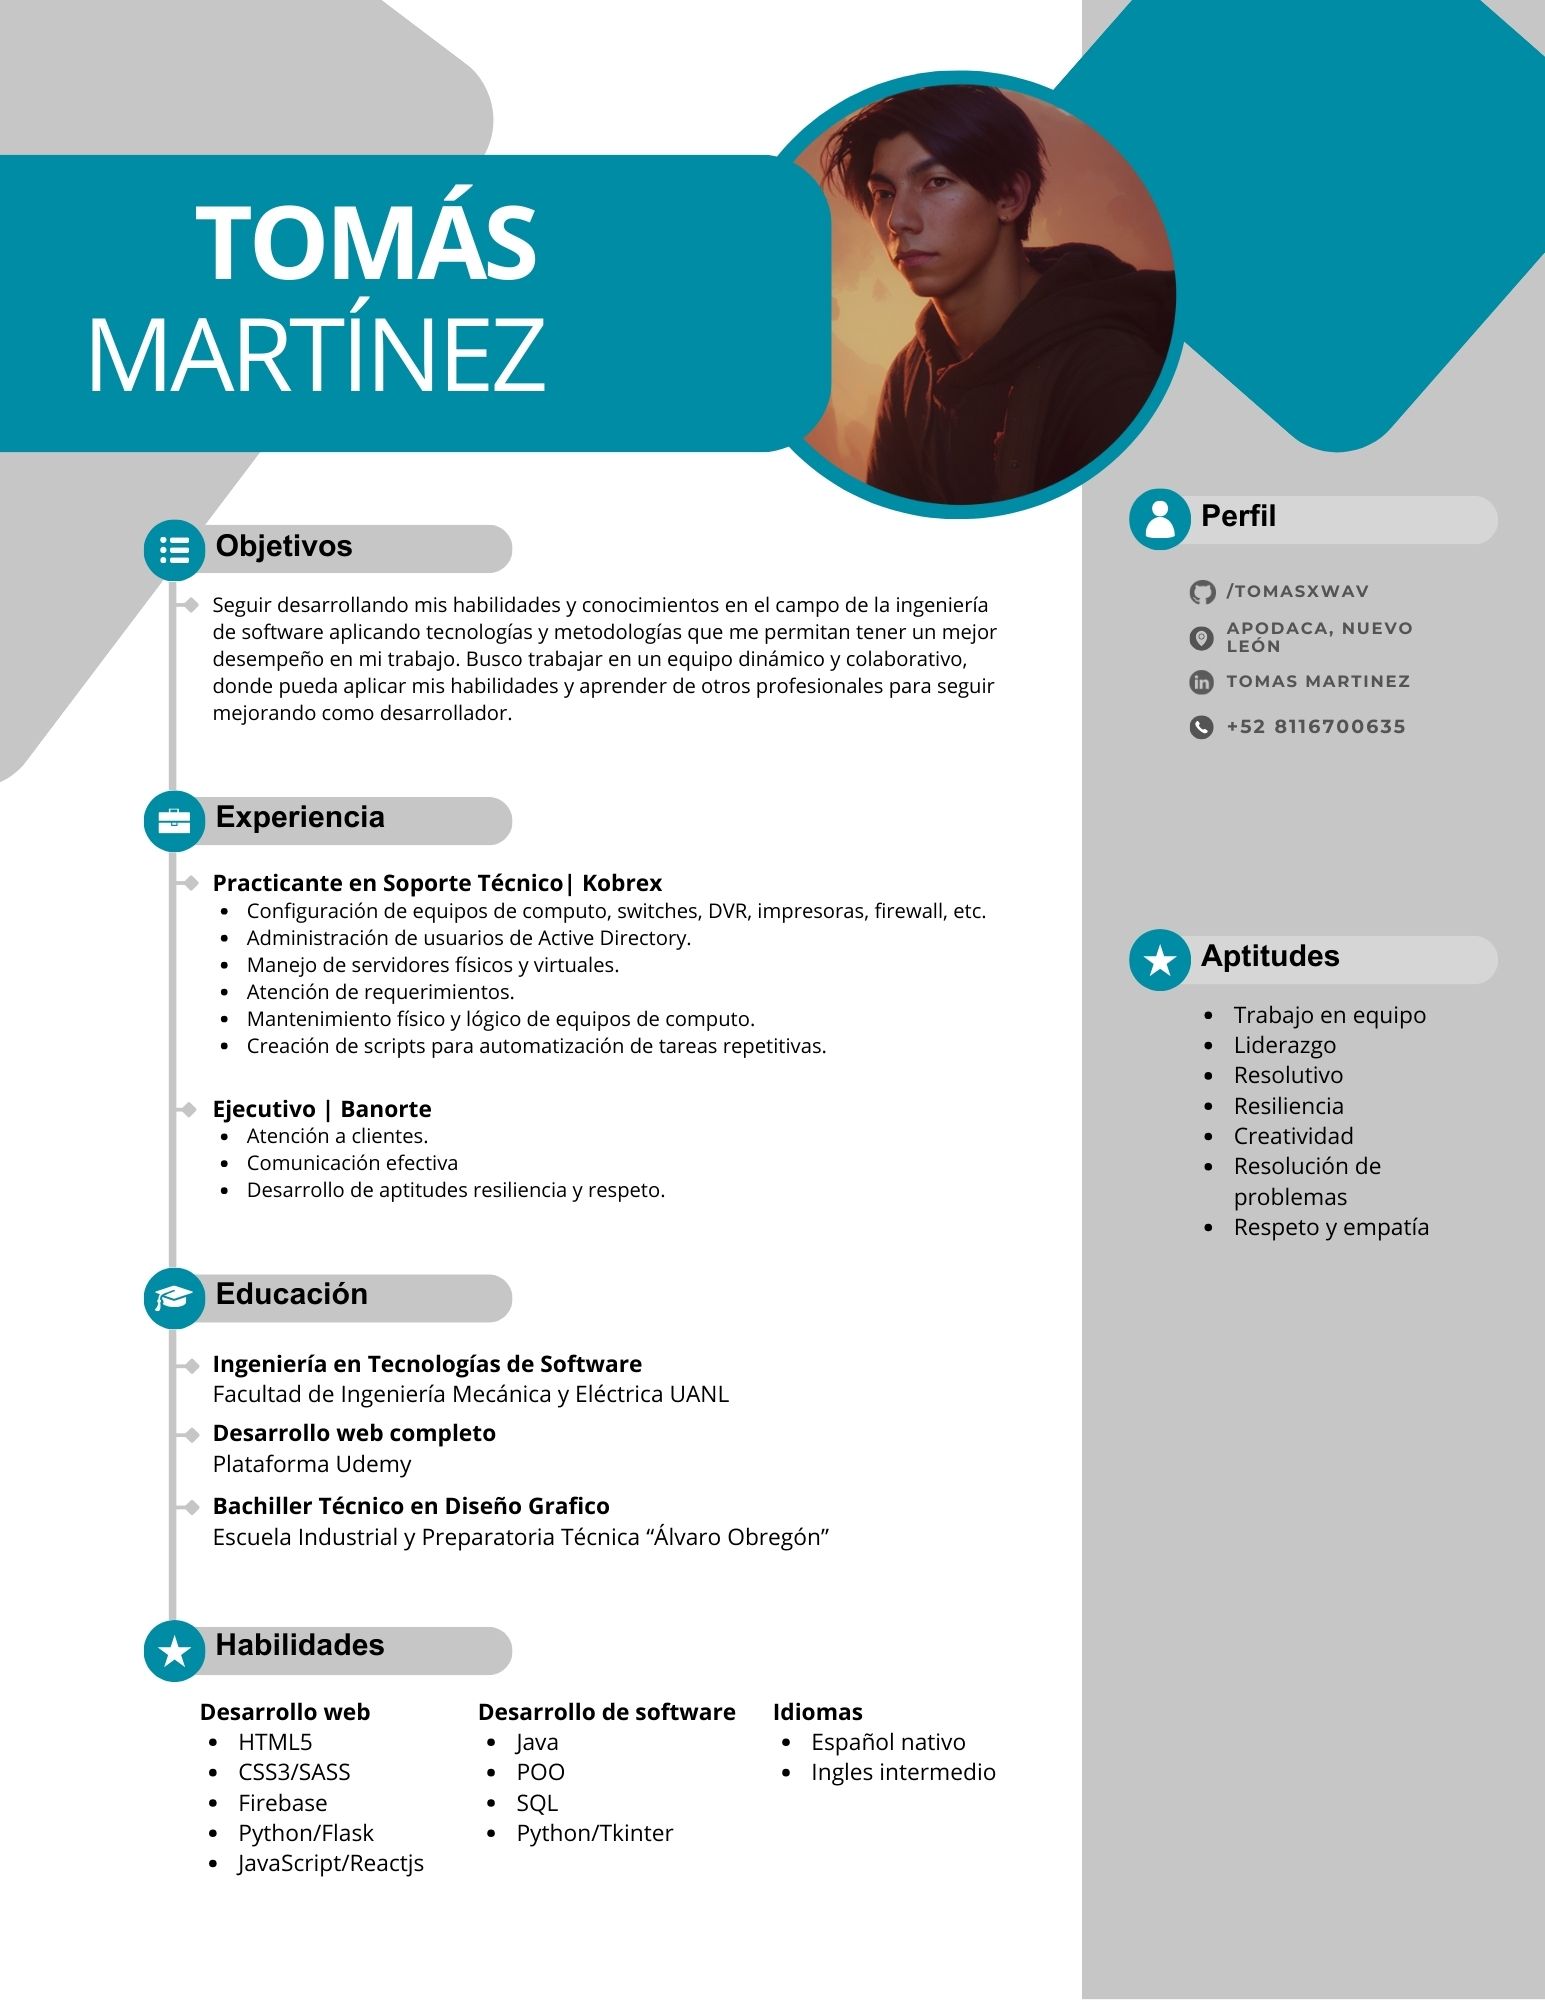 TOMÁS
MARTÍNEZ
Objetivos
Seguir desarrollando mis habilidades y conocimientos en el campo de la ingeniería
de software aplicando tecnologías y metodologías que me permitan tener un mejor
desempeño en mi trabajo. Busco trabajar en un equipo dinámico y colaborativo,
donde pueda aplicar mis habilidades y aprender de otros profesionales para seguir
mejorando como desarrollador.
Experiencia
Practicante en Soporte Técnico| Kobrex
• Configuración de equipos de computo, switches, DVR, impresoras, firewall, etc.
• Administración de usuarios de Active Directory.
• Manejo de servidores físicos y virtuales.
• Atención de requerimientos.
• Mantenimiento físico y lógico de equipos de computo.
• Creación de scripts para automatización de tareas repetitivas.
Ejecutivo | Banorte
• Atención a clientes.
• Comunicación efectiva
• Desarrollo de aptitudes resiliencia y respeto.
Educación
Ingeniería en Tecnologías de Software
Facultad de Ingeniería Mecánica y Eléctrica UANL
Desarrollo web completo
Plataforma Udemy
Bachiller Técnico en Diseño Grafico
Escuela Industrial y Preparatoria Técnica “Álvaro Obregón”
Habilidades
Desarrollo web
• HTML5
• CSS3/SASS
• Firebase
• Python/Flask
• JavaScript/Reactjs
Desarrollo de software
• Java
• POO
• SQL
• Python/Tkinter
Idiomas
• Español nativo
• Ingles intermedio
Perfil
/TOMASXWAV
APODACA, NUEVO
LEÓN
in
TOMAS MARTINEZ
+52 8116700635
Aptitudes
• Trabajo en equipo
• Liderazgo
• Resolutivo
• Resiliencia
• Creatividad
• Resolución de
problemas
• Respeto y empatía